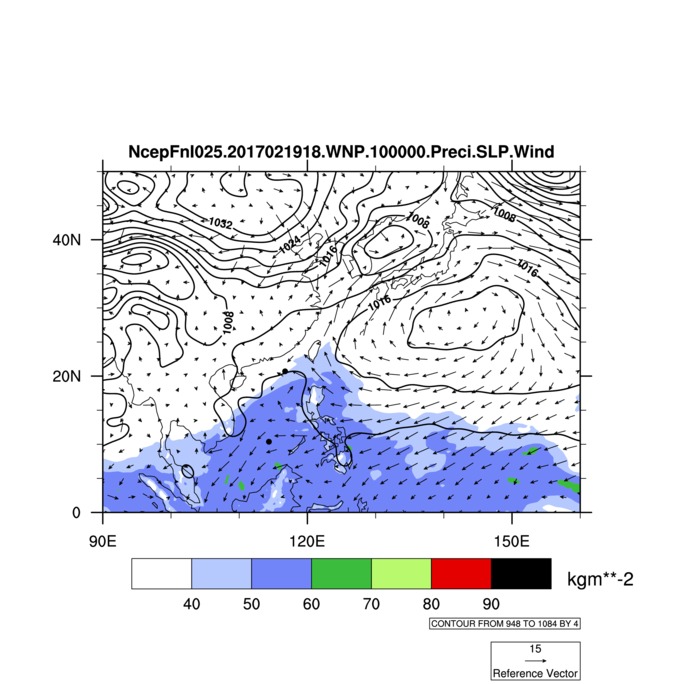 NcepFnl025.2017021918.WNP.100000.Preci.SLP.Wind
1032
1024
1016
1008
1008
1016
1016
1008
40N
20N
0
90E 120E 150E
40 50 60 70 80 90
kgm**-2
CONTOUR FROM 948 TO 1084 BY 4
15
Reference Vector